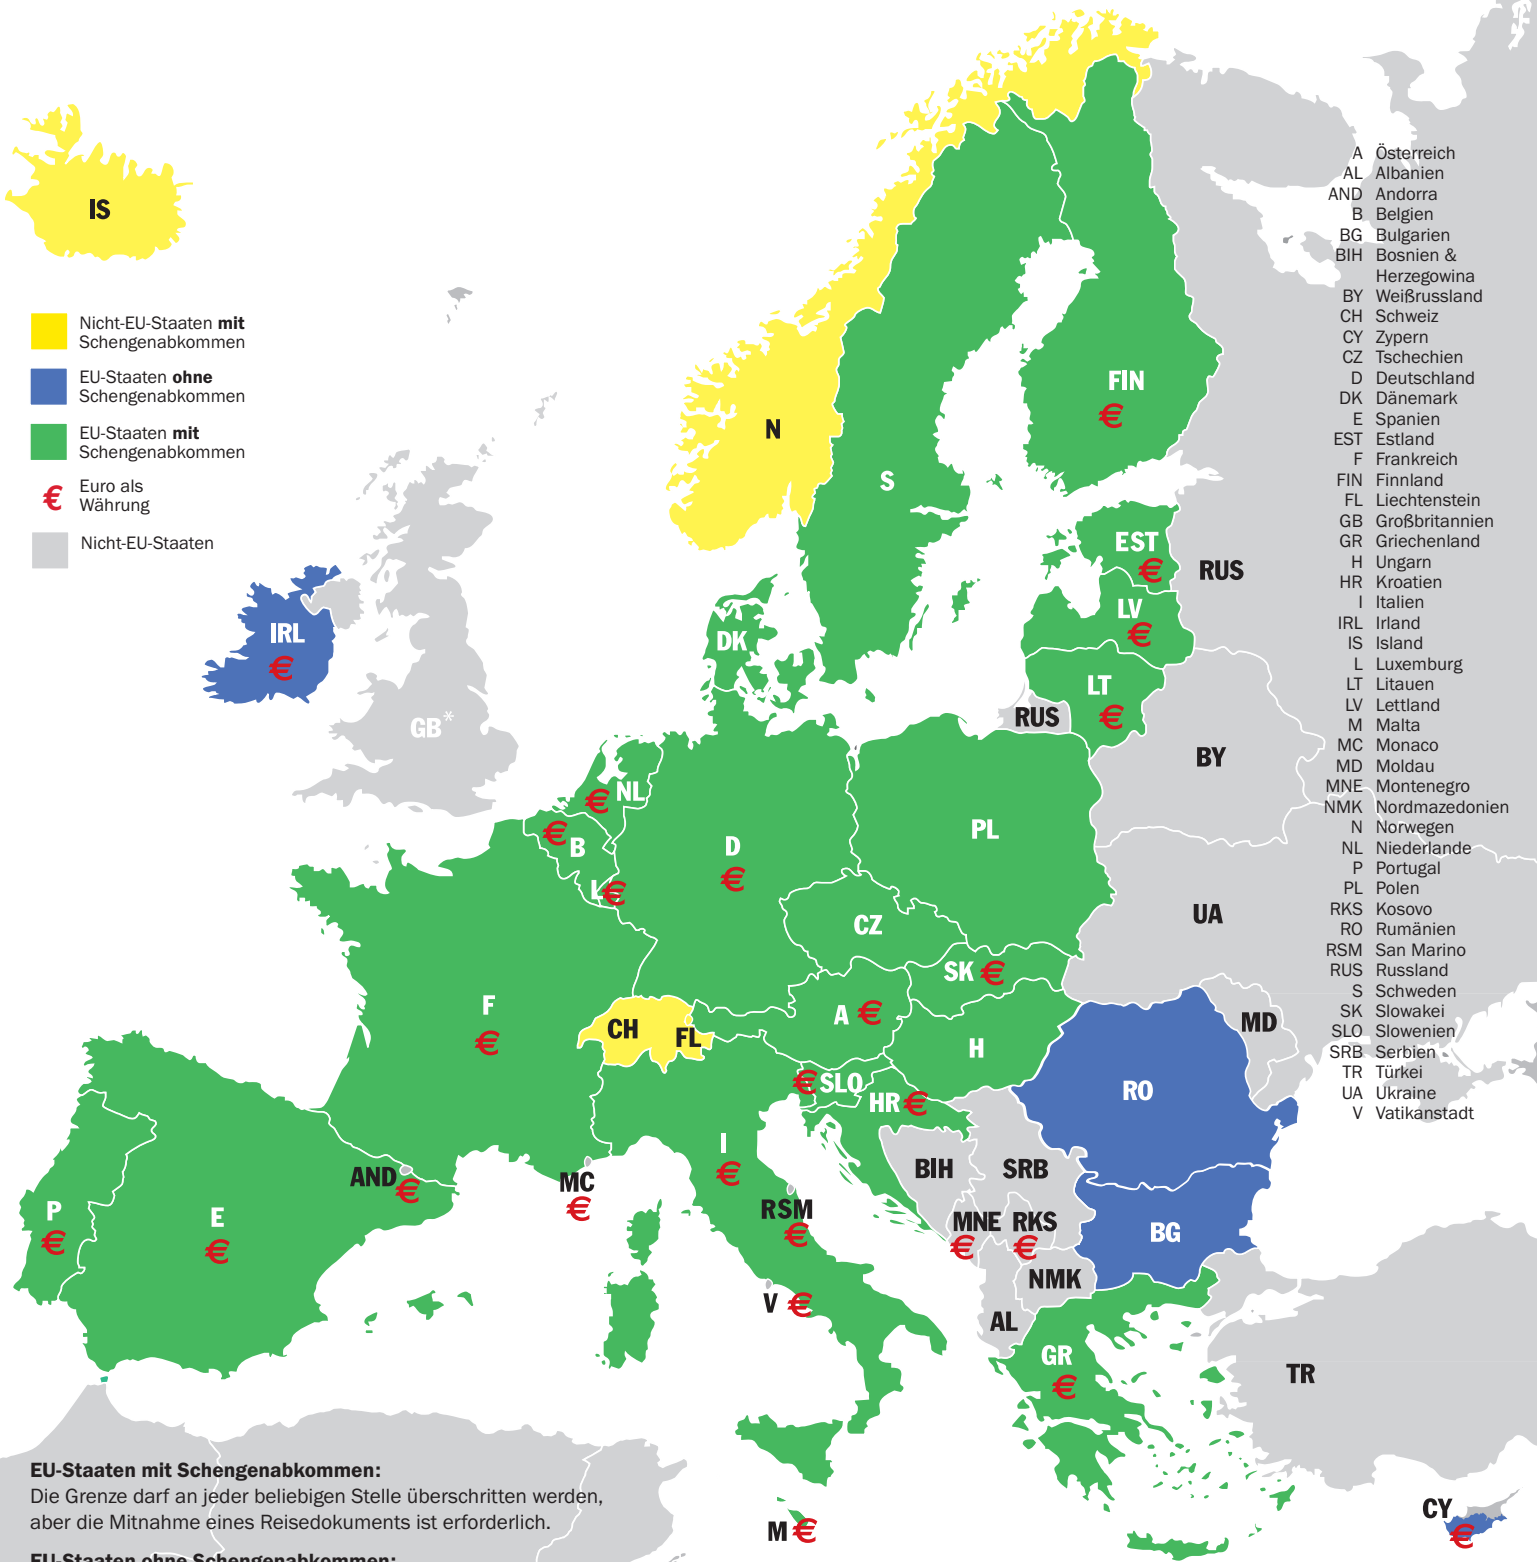 IS
Nicht-EU-Staaten mit
Schengenabkommen
EU-Staaten ohne
Schengenabkommen
EU-Staaten mit
Schengenabkommen
€ Euro als
Währung
Nicht-EU-Staaten
N
S
FIN
€
EST
€
RUS
LV
€
LT
€
RUS
BY
IRL
€
GB*
DK
NL
€
€
B
L€
D
€
PL
CZ
UA
SK €
F
€
CH
FL
A €
H
MD
€ SLO
HR €
RO
I
€
AND
€
MC
€
RSM
€
BIH
SRB
P
€
E
€
MNE
€
RKS
€
BG
V €
NMK
AL
GR
€
TR
M €
CY
€
A Österreich
AL Albanien
AND Andorra
B Belgien
BG Bulgarien
BIH Bosnien &
Herzegowina
BY Weißrussland
CH Schweiz
CY Zypern
CZ Tschechien
D Deutschland
DK Dänemark
E Spanien
EST Estland
F Frankreich
FIN Finnland
FL Liechtenstein
GB Großbritannien
GR Griechenland
H Ungarn
HR Kroatien
I Italien
IRL Irland
IS Island
L Luxemburg
LT Litauen
LV Lettland
M Malta
MC Monaco
MD Moldau
MNE Montenegro
NMK Nordmazedonien
N Norwegen
NL Niederlande
P Portugal
PL Polen
RKS Kosovo
RO Rumänien
RSM San Marino
RUS Russland
S Schweden
SK Slowakei
SLO Slowenien
SRB Serbien
TR Türkei
UA Ukraine
V Vatikanstadt
EU-Staaten mit Schengenabkommen:
Die Grenze darf an jeder beliebigen Stelle überschritten werden,
aber die Mitnahme eines Reisedokuments ist erforderlich.
EU-Staaten ohne Schengenabkommen: